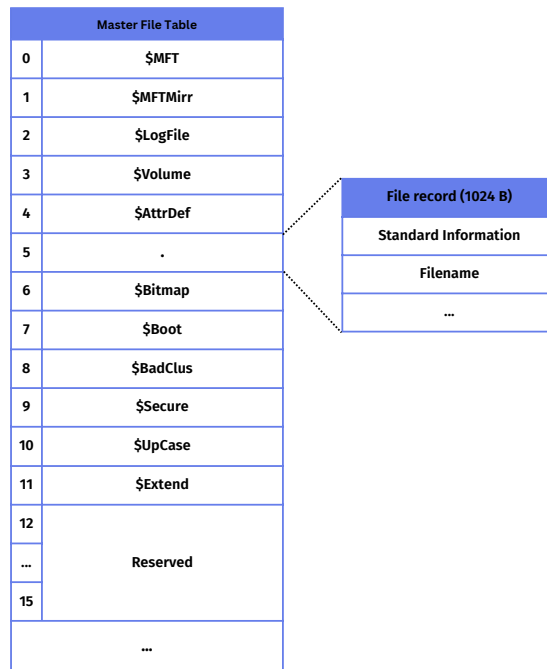 Master File Table
0 $MFT
1 $MFTMirr
2 $LogFile
3 $Volume
4 $AttrDef
5 .
6 $Bitmap
7 $Boot
8 $BadClus
9 $Secure
10 $UpCase
11 $Extend
12
... Reserved
15
...
File record (1024 B)
Standard Information
Filename
...